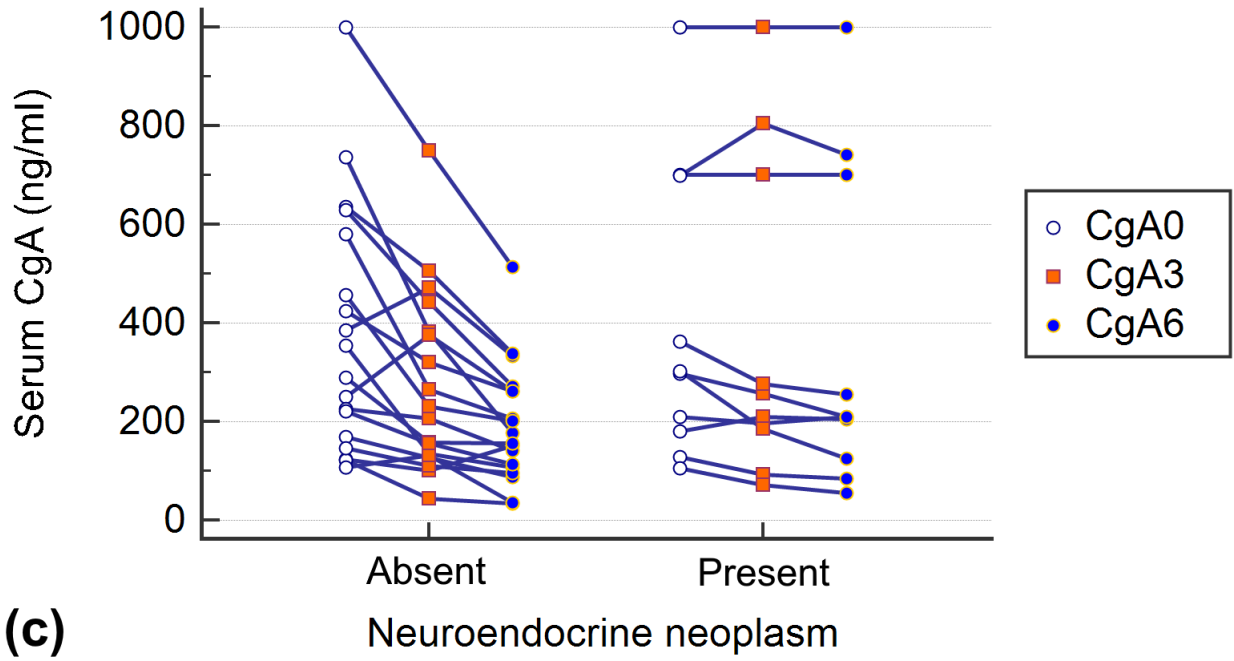 Serum CgA (ng/ml)
1000
800
600
400
200
0
Absent
Present
Neuroendocrine neoplasm
CgA0
CgA3
CgA6
(c)